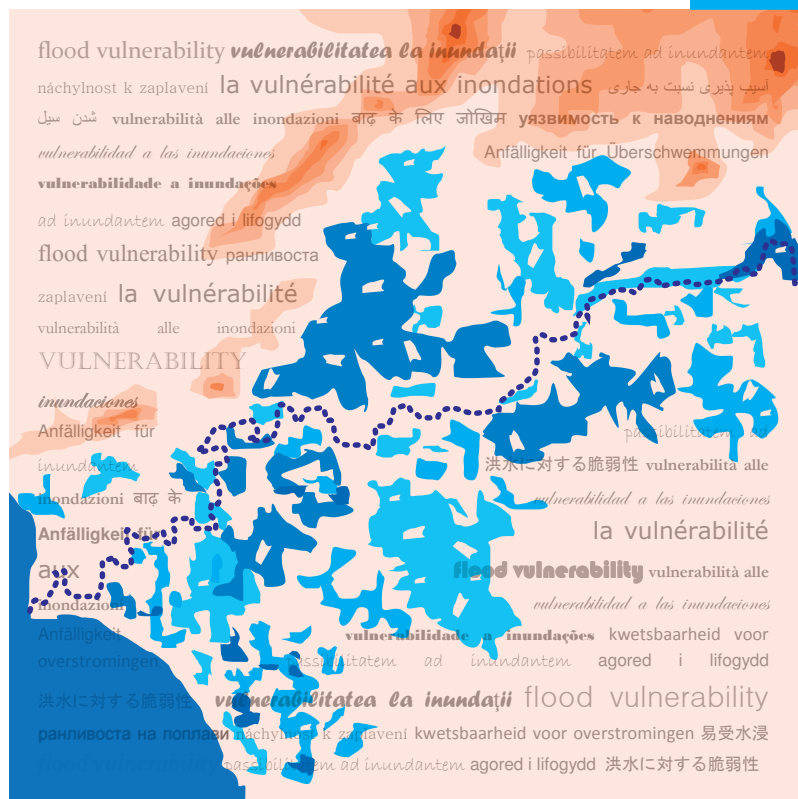 flood vulnerability vulnerabilitatea la inundații passibilitatem ad inundantem
náchylnost k zaplavení la vulnérabilité aux inondations آسیب پذیری نسبت به جاری
شدن سیل vulnerabilità alle inondazioni बाढ़ के लिए जोखिम уязвимость к наводнениям
vulnerabilidad a las inundaciones Anfälligkeit für Überschwemmungen
vulnerabilidade a inundações
ad inundantem agored i lifogydd
flood vulnerability ранливоста
zaplavení la vulnérabilité
vulnerabilità alle inondazioni
VULNERABILITY
inundaciones
Anfälligkeit für passibilitatem ad
inundantem 洪水に対する脆弱性 vulnerabilità alle
inondazioni बाढ़ के vulnerabilidad a las inundaciones
Anfälligkeit für la vulnérabilité
aux flood vulnerability vulnerabilità alle
inondazioni vulnerabilidad a las inundaciones
Anfälligkeit vulnerabilidade a inundações kwetsbaarheid voor
overstromingen passibilitatem ad inundantem agored i lifogydd
洪水に対する脆弱性 vulnerabilitatea la inundații flood vulnerability
ранливоста на поплави náchylnost k zaplavení kwetsbaarheid voor overstromingen 易受水浸
flood vulnerability passibilitatem ad inundantem agored i lifogydd 洪水に対する脆弱性